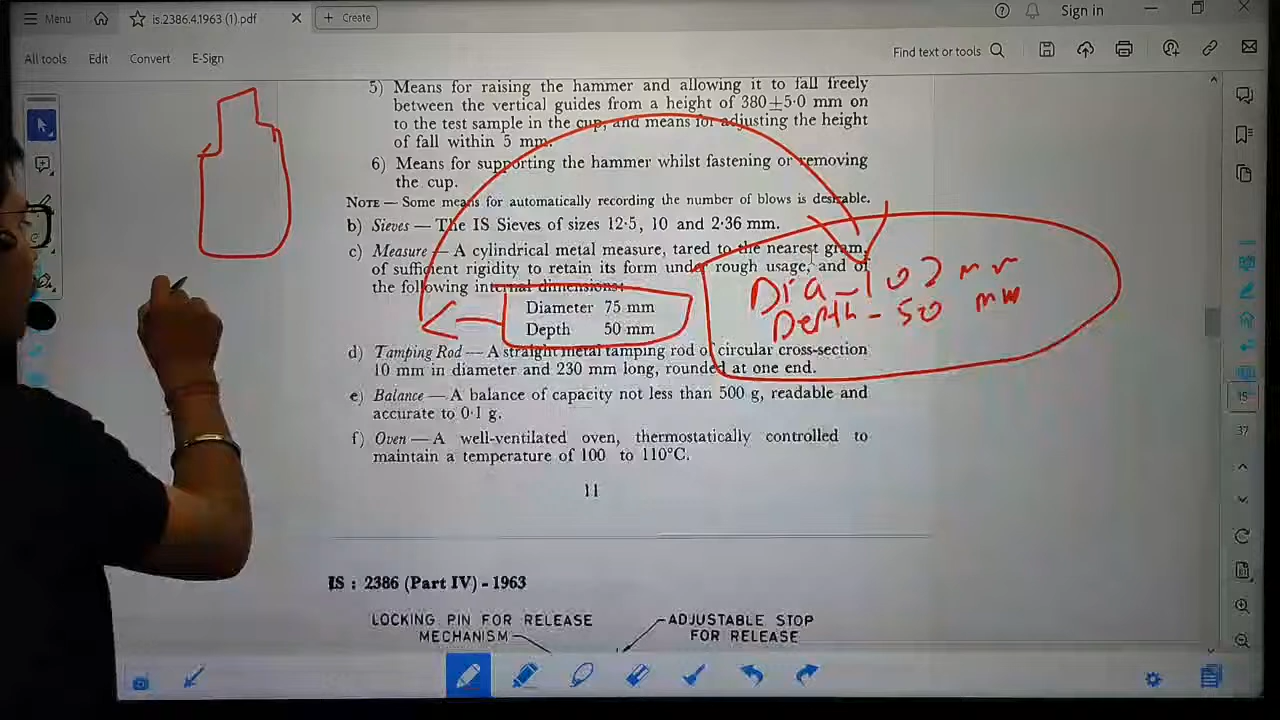 Menu
is.2386.4.1963 (1).pdf
+ Create
Sign in
All tools
Edit
Convert
E-Sign
Find text or tools
5) Means for raising the hammer and allowing it to fall freely
between the vertical guides from a height of 380±5·0 mm on
to the test sample in the cup, and means for adjusting the height
of fall within 5 mm.
6) Means for supporting the hammer whilst fastening or removing
the cup.
NOTE — Some means for automatically recording the number of blows is desirable.
b) Sieves — The IS Sieves of sizes 12·5, 10 and 2·36 mm.
c) Measure — A cylindrical metal measure, tared to the nearest gram,
of sufficient rigidity to retain its form under rough usage, and of
the following internal dimensions:
Diameter 75 mm
Depth 50 mm
Dia – 102 mm
Depth – 50 mm
d) Tamping Rod — A straight metal tamping rod of circular cross-section
10 mm in diameter and 230 mm long, rounded at one end.
e) Balance — A balance of capacity not less than 500 g, readable and
accurate to 0·1 g.
f) Oven — A well-ventilated oven, thermostatically controlled to
maintain a temperature of 100 to 110°C.
11
15
37
IS : 2386 (Part IV) - 1963
LOCKING PIN FOR RELEASE
MECHANISM
ADJUSTABLE STOP
FOR RELEASE